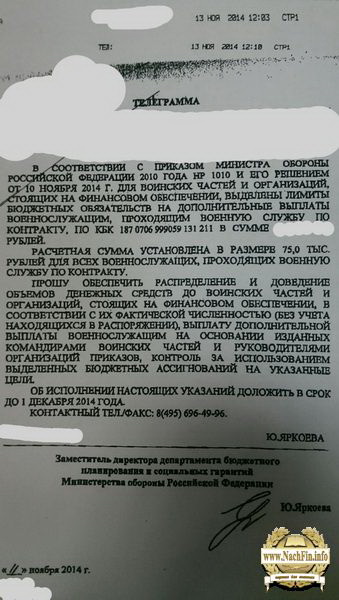 13 НОЯ 2014 12:03 СТР1
ТЕЛ: 13 НОЯ 2014 12:10 СТР1
ТЕЛЕГРАММА
В СООТВЕТСТВИИ С ПРИКАЗОМ МИНИСТРА ОБОРОНЫ
РОССИЙСКОЙ ФЕДЕРАЦИИ 2010 ГОДА НР 1010 И ЕГО РЕШЕНИЕМ
ОТ 10 НОЯБРЯ 2014 Г. ДЛЯ ВОИНСКИХ ЧАСТЕЙ И ОРГАНИЗАЦИЙ,
СТОЯЩИХ НА ФИНАНСОВОМ ОБЕСПЕЧЕНИИ, ВЫДЕЛЕНЫ ЛИМИТЫ
БЮДЖЕТНЫХ ОБЯЗАТЕЛЬСТВ НА ДОПОЛНИТЕЛЬНЫЕ ВЫПЛАТЫ
ВОЕННОСЛУЖАЩИМ, ПРОХОДЯЩИМ ВОЕННУЮ СЛУЖБУ ПО
КОНТРАКТУ, ПО КБК 187 0706 999059 131 211 В СУММЕ
РУБЛЕЙ.
РАСЧЕТНАЯ СУММА УСТАНОВЛЕНА В РАЗМЕРЕ 75,0 ТЫС.
РУБЛЕЙ ДЛЯ ВСЕХ ВОЕННОСЛУЖАЩИХ, ПРОХОДЯЩИХ ВОЕННУЮ
СЛУЖБУ ПО КОНТРАКТУ.
ПРОШУ ОБЕСПЕЧИТЬ РАСПРЕДЕЛЕНИЕ И ДОВЕДЕНИЕ
ОБЪЕМОВ ДЕНЕЖНЫХ СРЕДСТВ ДО ВОИНСКИХ ЧАСТЕЙ И
ОРГАНИЗАЦИЙ, СТОЯЩИХ НА ФИНАНСОВОМ ОБЕСПЕЧЕНИИ, В
СООТВЕТСТВИИ С ИХ ФАКТИЧЕСКОЙ ЧИСЛЕННОСТЬЮ (БЕЗ УЧЕТА
НАХОДЯЩИХСЯ В РАСПОРЯЖЕНИИ), ВЫПЛАТУ ДОПОЛНИТЕЛЬНОЙ
ВЫПЛАТЫ ВОЕННОСЛУЖАЩИМ НА ОСНОВАНИИ ИЗДАННЫХ
КОМАНДИРАМИ ВОИНСКИХ ЧАСТЕЙ И РУКОВОДИТЕЛЯМИ
ОРГАНИЗАЦИЙ ПРИКАЗОВ, КОНТРОЛЬ ЗА ИСПОЛЬЗОВАНИЕМ
ВЫДЕЛЕННЫХ БЮДЖЕТНЫХ АССИГНОВАНИЙ НА УКАЗАННЫЕ
ЦЕЛИ.
ОБ ИСПОЛНЕНИИ НАСТОЯЩИХ УКАЗАНИЙ ДОЛОЖИТЬ В СРОК
ДО 1 ДЕКАБРЯ 2014 ГОДА.
КОНТАКТНЫЙ ТЕЛ/ФАКС: 8(495) 696-49-96.
Ю.ЯРКОЕВА
Заместитель директора департамента бюджетного
планирования и социальных гарантий
Министерства обороны Российской Федерации
Ю.Яркоева
« 11 » ноября 2014 г.
www.NachFin.info